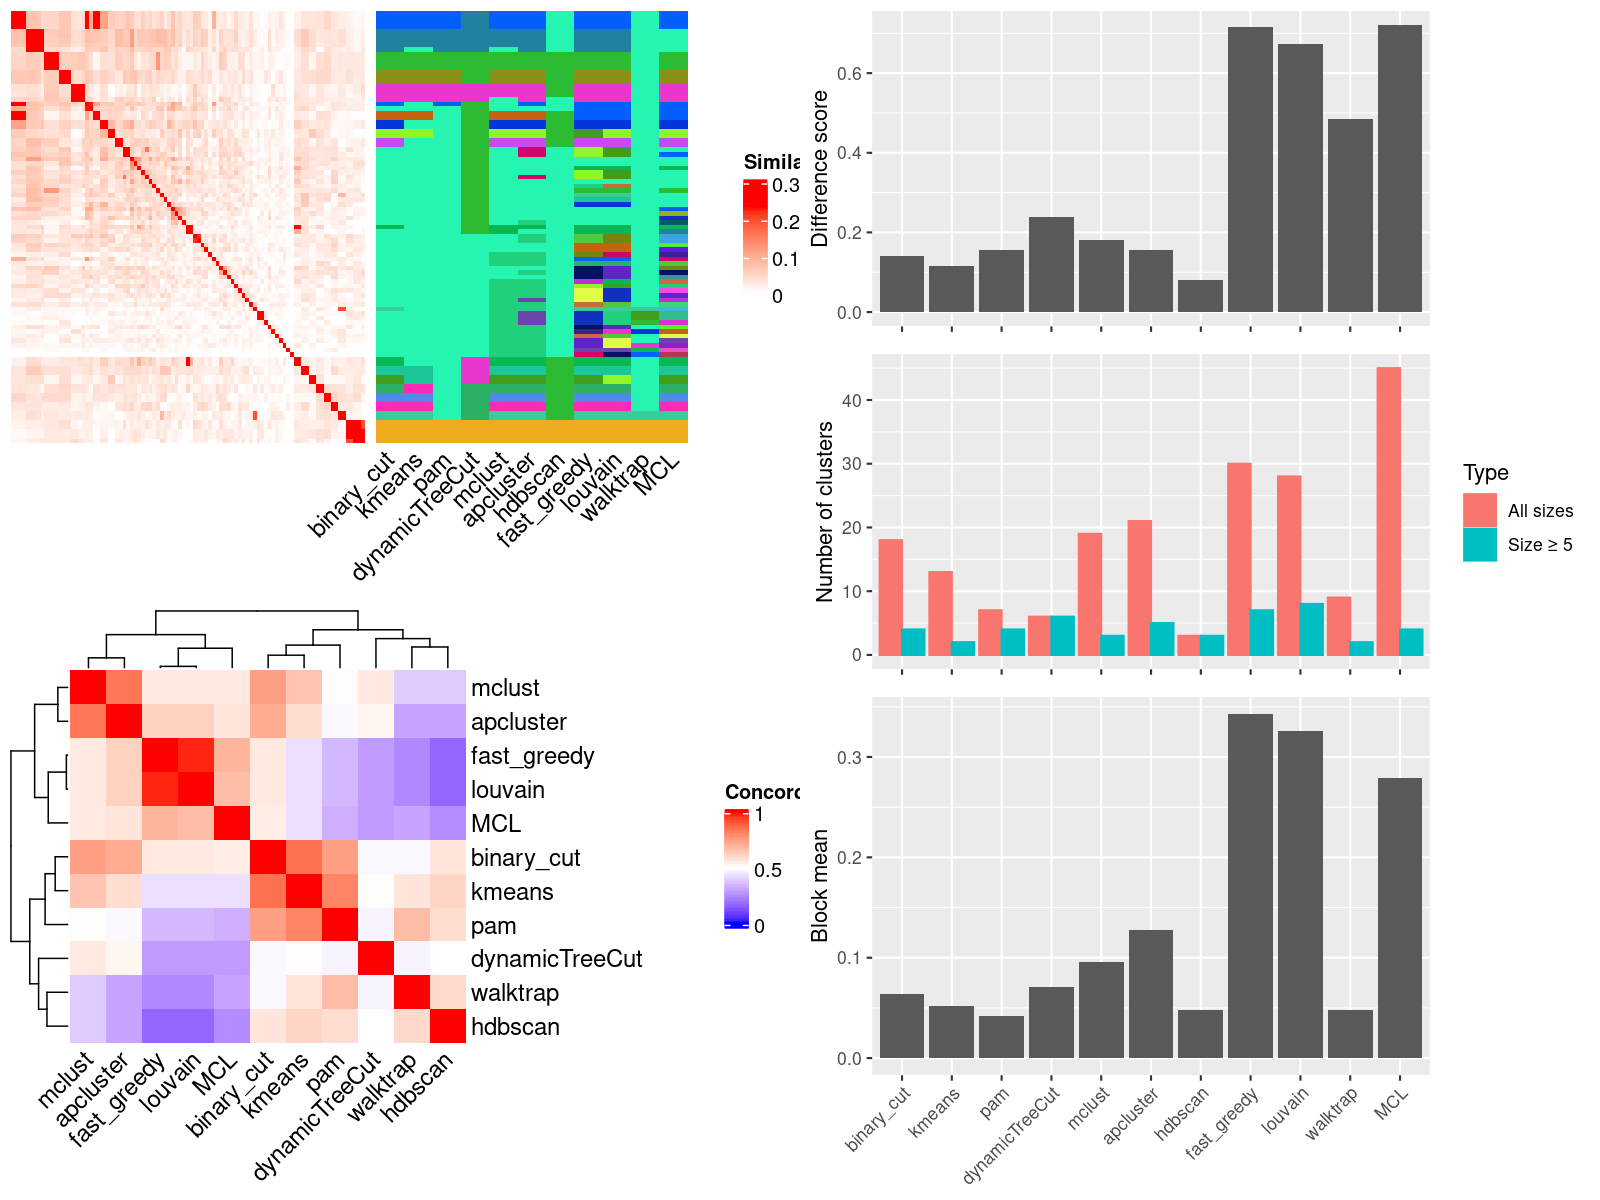 Simila
0.3
0.2
0.1
0
binary_cut
kmeans
pam
dynamicTreeCut
mclust
apcluster
hdbscan
fast_greedy
louvain
walktrap
MCL
mclust
apcluster
fast_greedy
louvain
MCL
binary_cut
kmeans
pam
dynamicTreeCut
walktrap
hdbscan
mclust
apcluster
fast_greedy
louvain
MCL
binary_cut
kmeans
pam
dynamicTreeCut
walktrap
hdbscan
Concord
1
0.5
0
Difference score
0.6
0.4
0.2
0.0
Number of clusters
40
30
20
10
0
Type
All sizes
Size ≥ 5
Block mean
0.3
0.2
0.1
0.0
binary_cut
kmeans
pam
dynamicTreeCut
mclust
apcluster
hdbscan
fast_greedy
louvain
walktrap
MCL